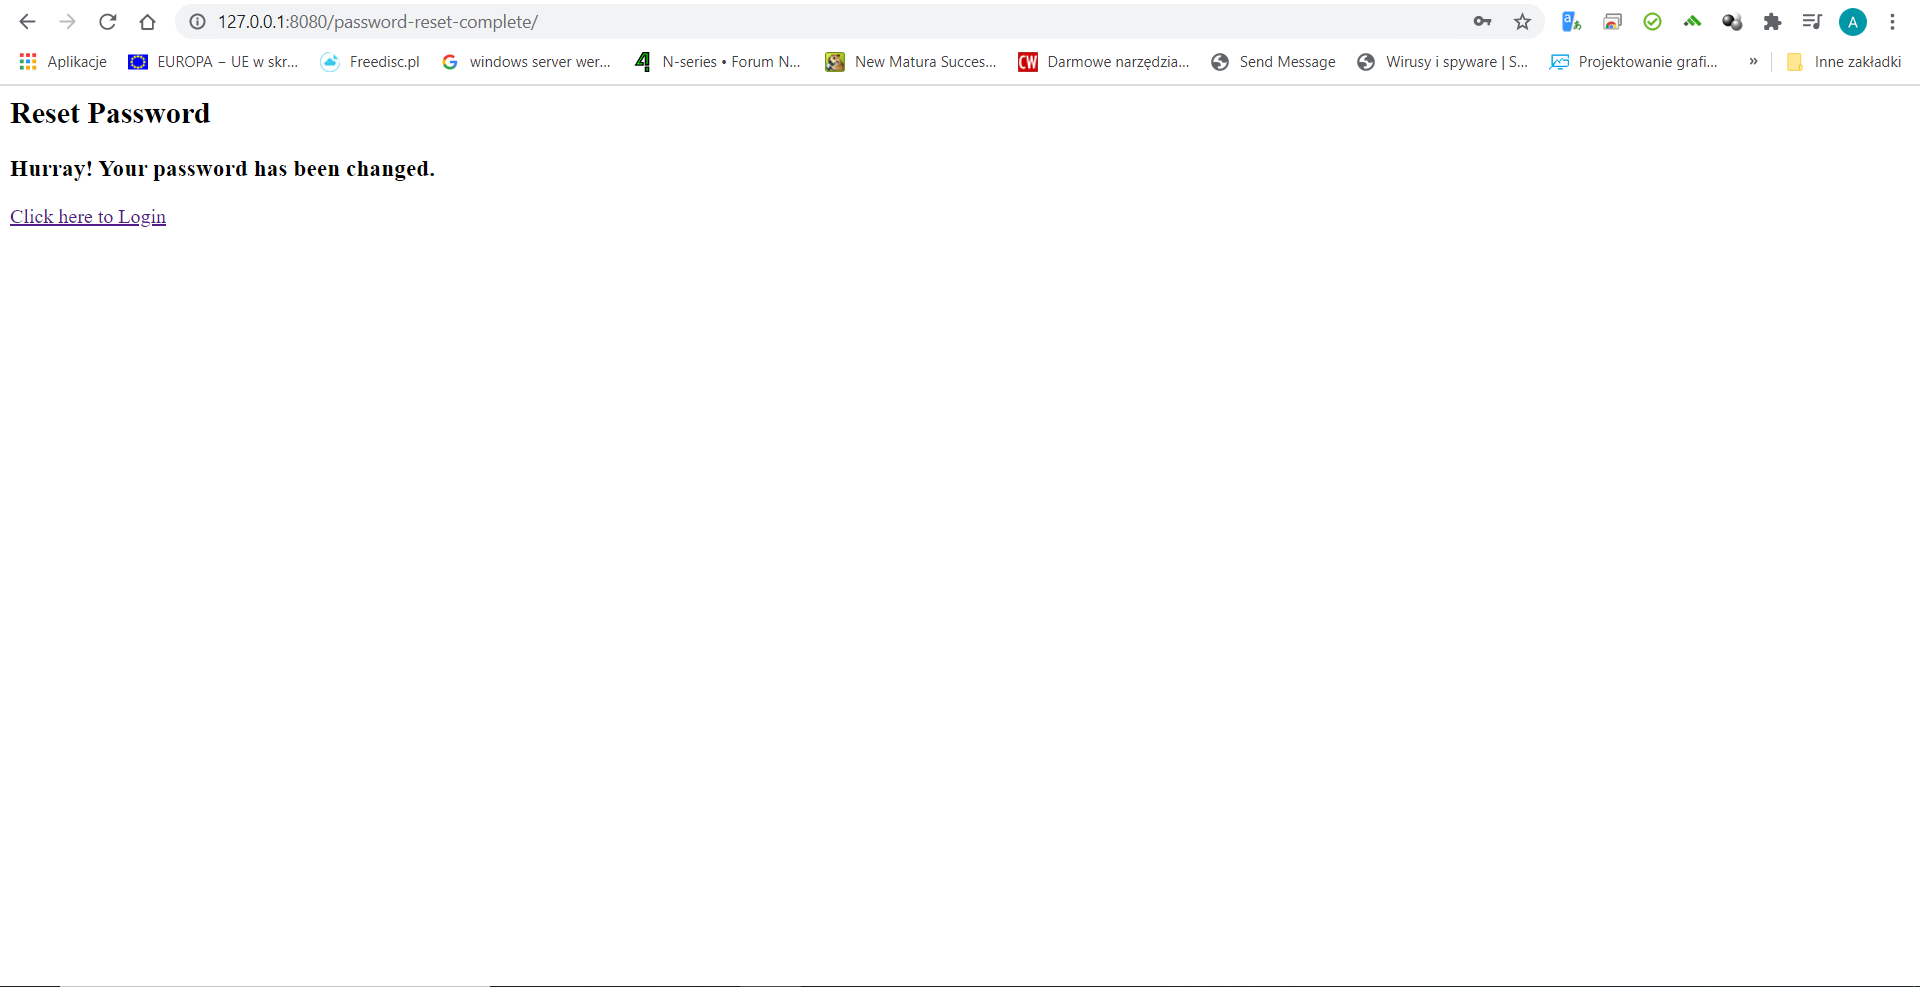 127.0.0.1:8080/password-reset-complete/
A
Aplikacje EUROPA – UE w skr... Freedisc.pl windows server wer... N-series • Forum N... New Matura Succes... CW Darmowe narzędzia... Send Message Wirusy i spyware | S... Projektowanie grafi... » Inne zakładki
Reset Password
Hurray! Your password has been changed.
Click here to Login